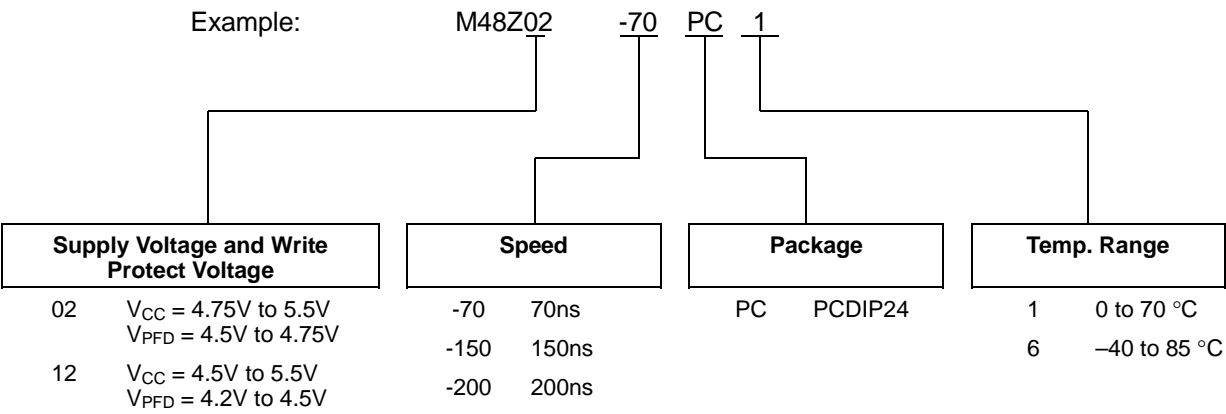 Example: M48Z02 -70 PC 1
Supply Voltage and Write
Protect Voltage
Speed
Package
Temp. Range
02 VCC = 4.75V to 5.5V
VPFD = 4.5V to 4.75V
12 VCC = 4.5V to 5.5V
VPFD = 4.2V to 4.5V
-70 70ns
-150 150ns
-200 200ns
PC PCDIP24
1 0 to 70 °C
6 –40 to 85 °C